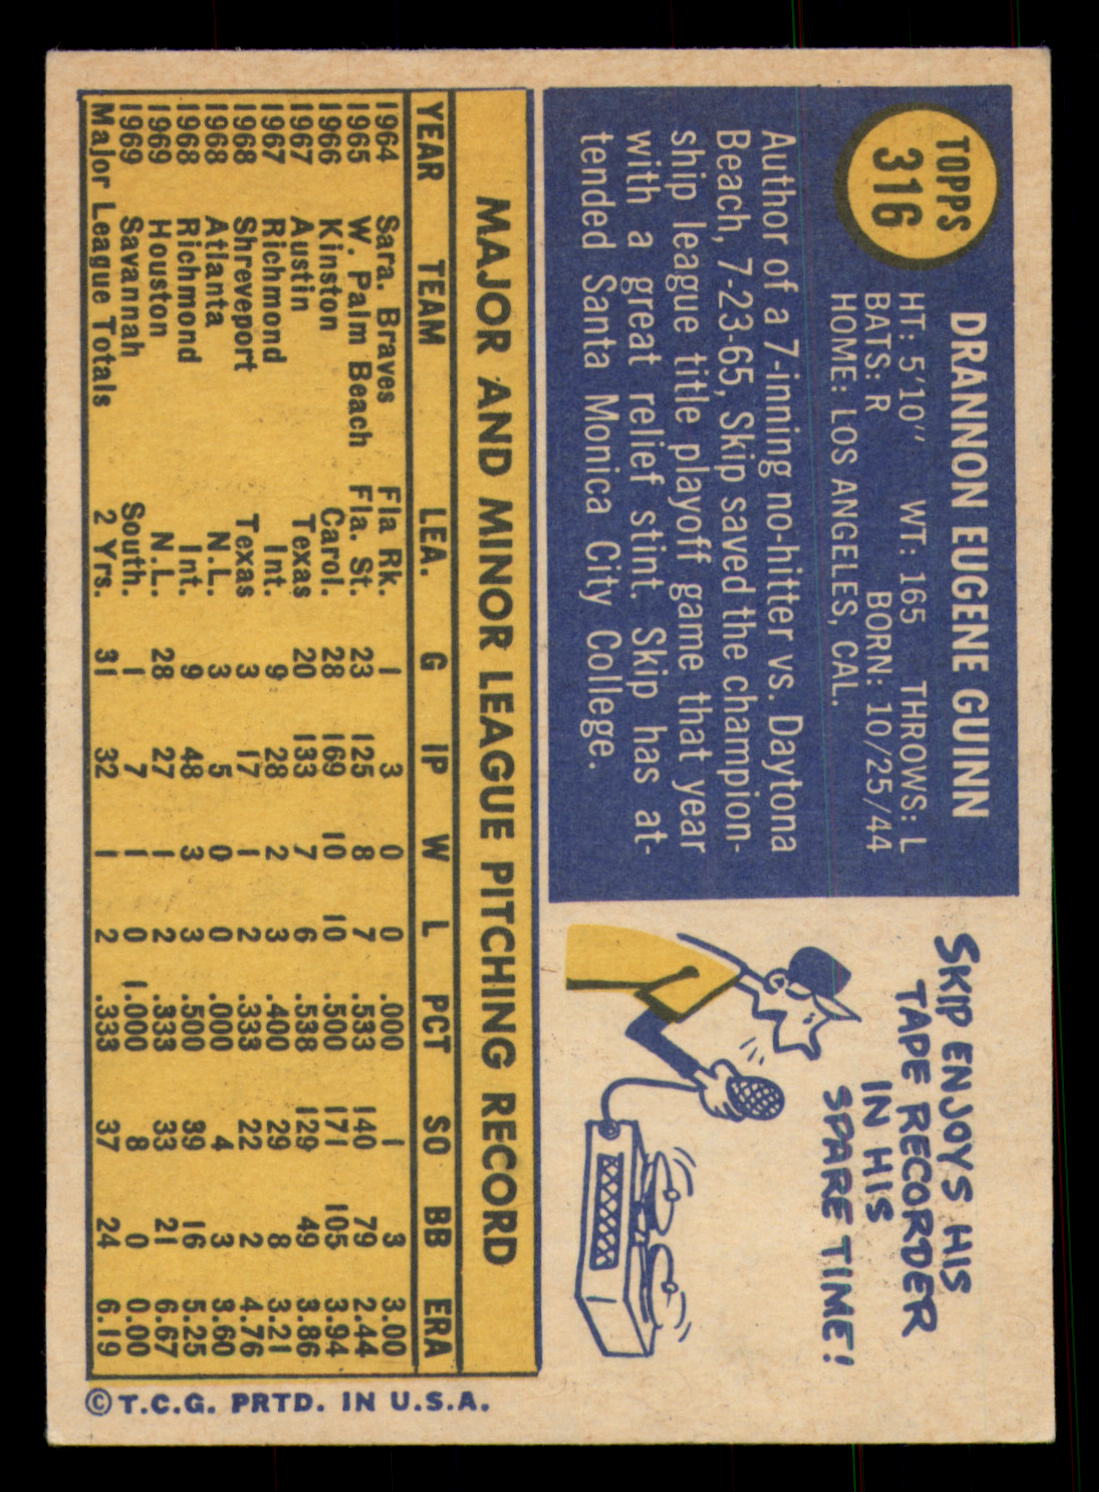 TOPPS
316
DRANNON EUGENE GUINN
HT: 5'10" WT: 165 THROWS: L
BATS: R BORN: 10/25/44
HOME: LOS ANGELES, CAL.
Author of a 7-inning no-hitter vs. Daytona
Beach, 7-23-65, Skip saved the champion-
ship league title playoff game that year
with a great relief stint. Skip has at-
tended Santa Monica City College.
SKIP ENJOYS HIS
TAPE RECORDER
IN HIS
SPARE TIME!
MAJOR AND MINOR LEAGUE PITCHING RECORD
YEAR TEAM LEA. G IP W L PCT SO BB ERA
1964 Sara. Braves Fla Rk. 1 3 0 0 .000 1 3 3.00
1965 W. Palm Beach Fla. St. 23 125 8 7 .533 140 79 2.44
1966 Kinston Carol. 28 169 10 10 .500 171 105 3.94
1967 Austin Texas 20 133 7 6 .538 129 49 3.86
1967 Richmond Int. 9 28 2 3 .400 29 8 3.21
1968 Shreveport Texas 3 17 1 2 .333 22 2 4.76
1968 Atlanta N.L. 3 5 0 0 .000 4 3 3.60
1968 Richmond Int. 9 48 3 3 .500 39 16 5.25
1969 Houston N.L. 28 27 1 2 .333 33 21 6.67
1969 Savannah South. 1 7 1 0 1.000 8 0 0.00
Major League Totals 2 Yrs. 31 32 1 2 .333 37 24 6.19
© T.C.G. PRTD. IN U.S.A.